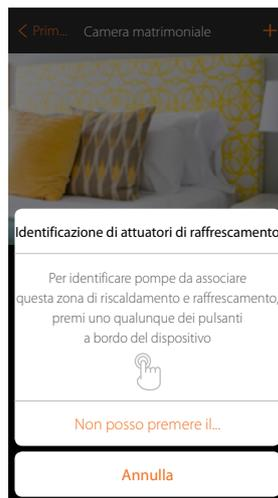 < Prim... Camera matrimoniale +
Identificazione di attuatori di raffrescamento
Per identificare pompe da associare
questa zona di riscaldamento e raffrescamento,
premi uno qualunque dei pulsanti
a bordo del dispositivo
Non posso premere il...
Annulla